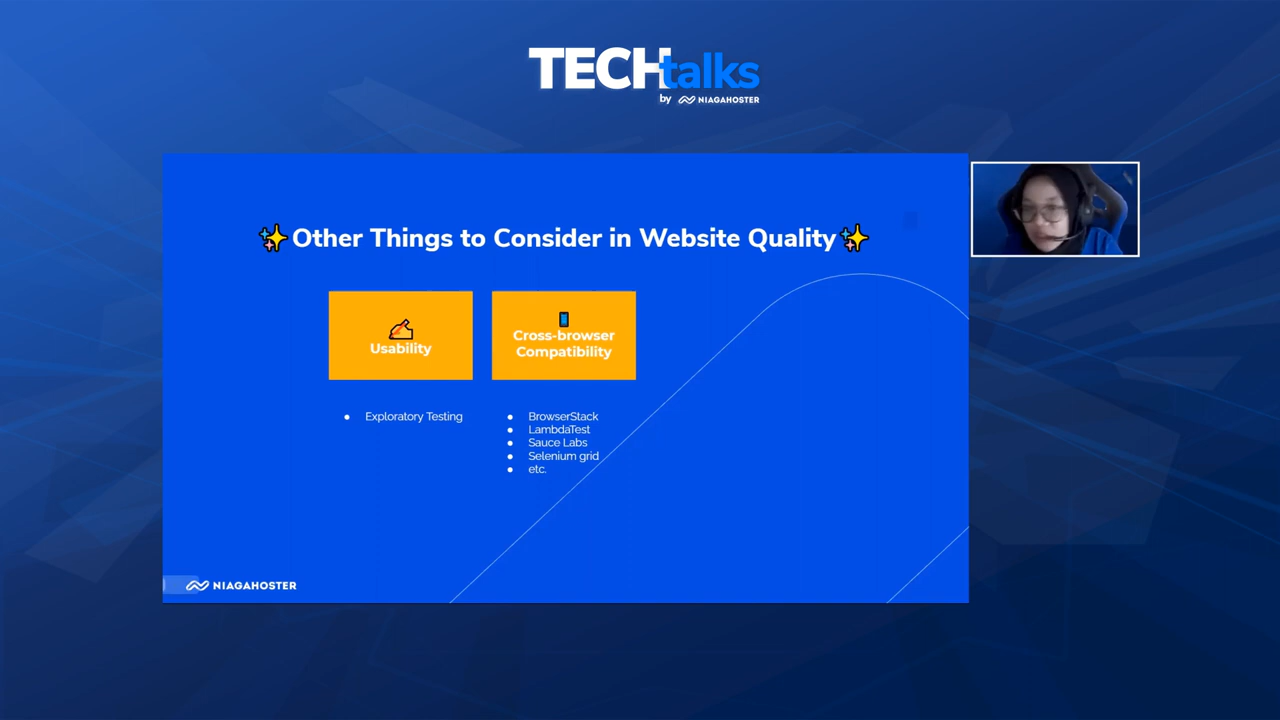 TECHtalks
by NIAGAHOSTER
Other Things to Consider in Website Quality
Usability
Cross-browser
Compatibility
• Exploratory Testing
• BrowserStack
• LambdaTest
• Sauce Labs
• Selenium grid
• etc.
NIAGAHOSTER